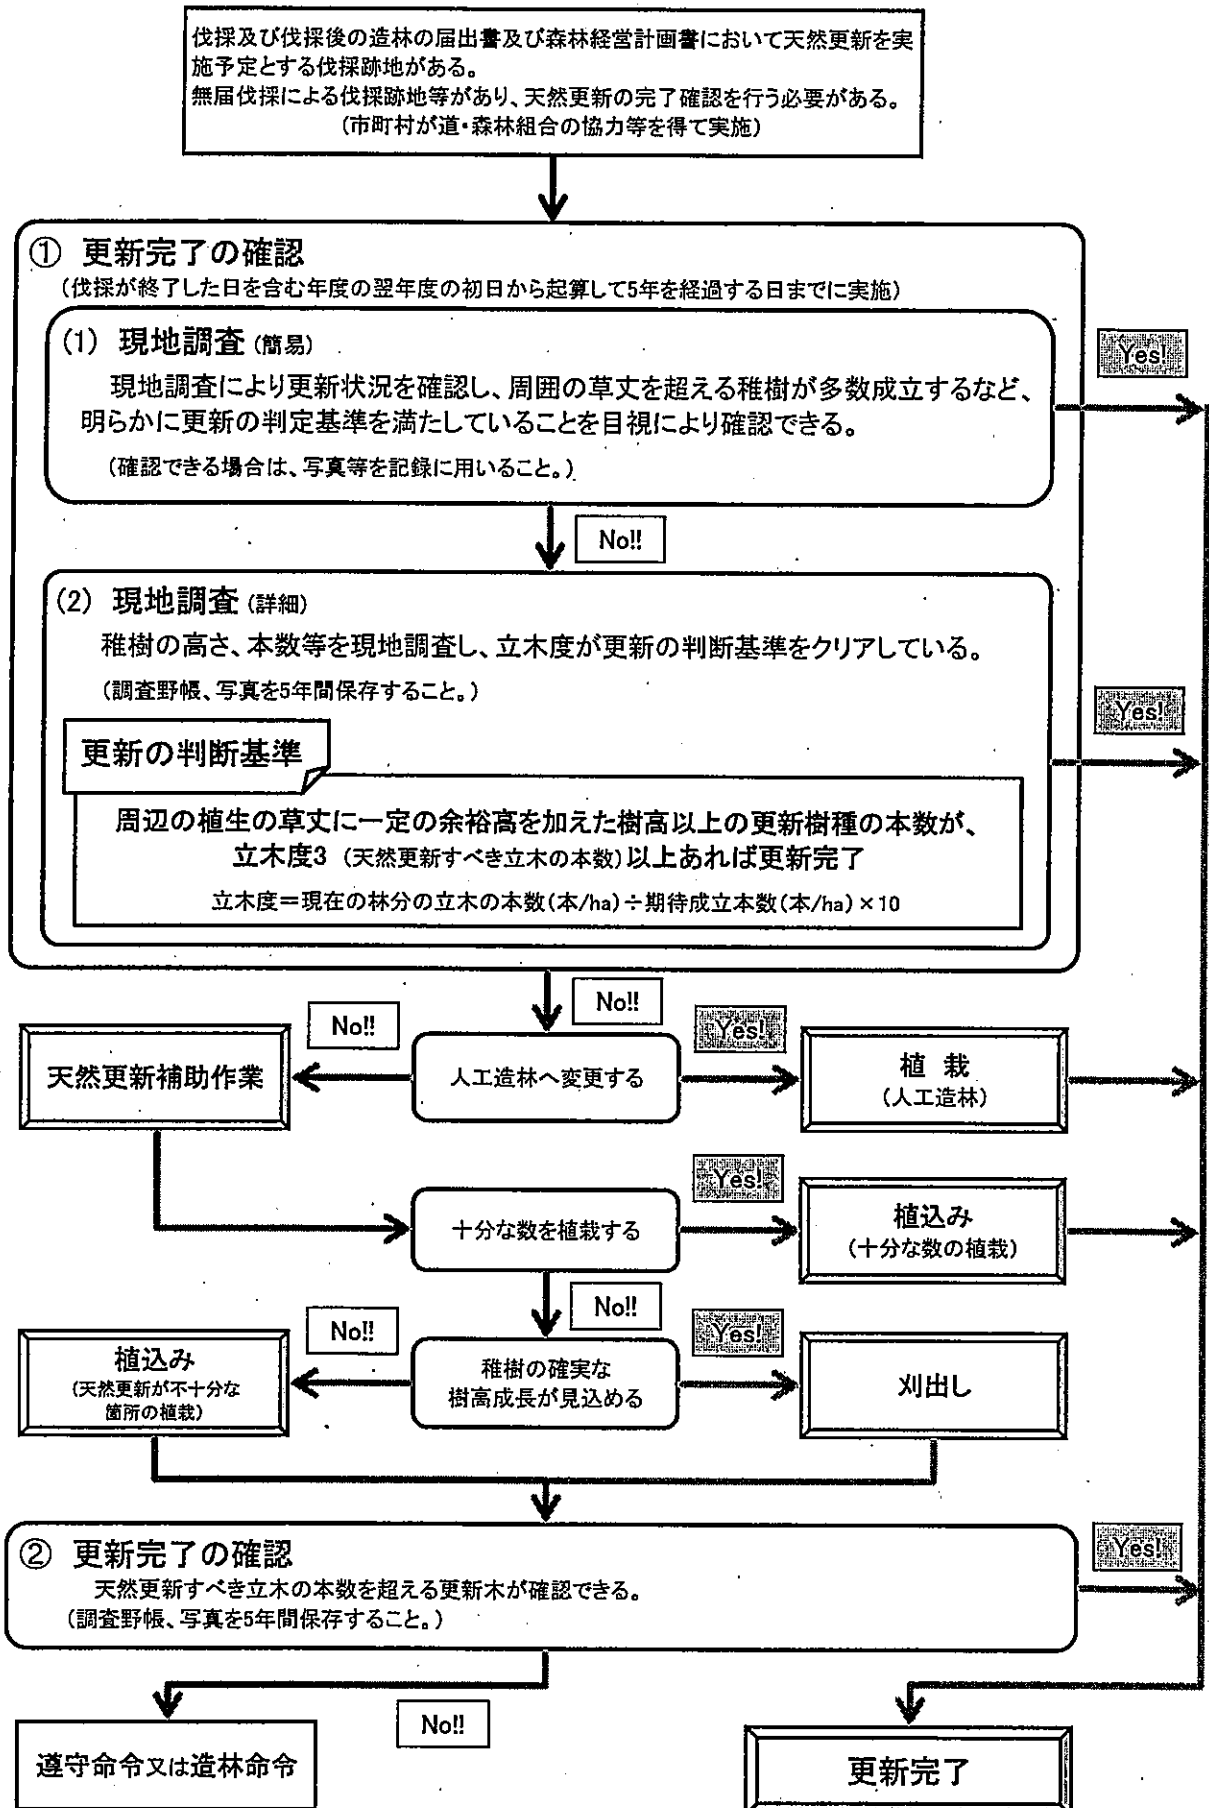 伐採及び伐採後の造林の届出書及び森林経営計画書において天然更新を実
施予定とする伐採跡地がある。
無届伐採による伐採跡地等があり、天然更新の完了確認を行う必要がある。
(市町村が道・森林組合の協力等を得て実施)
① 更新完了の確認
(伐採が終了した日を含む年度の翌年度の初日から起算して5年を経過する日までに実施)
(1) 現地調査(簡易)
現地調査により更新状況を確認し、周囲の草丈を超える稚樹が多数成立するなど、
明らかに更新の判定基準を満たしていることを目視により確認できる。
(確認できる場合は、写真等を記録に用いること。)
Yes!
No!!
(2) 現地調査(詳細)
稚樹の高さ、本数等を現地調査し、立木度が更新の判断基準をクリアしている。
(調査野帳、写真を5年間保存すること。)
Yes!
更新の判断基準
周辺の植生の草丈に一定の余裕高を加えた樹高以上の更新樹種の本数が、
立木度3 (天然更新すべき立木の本数)以上あれば更新完了
立木度=現在の林分の立木の本数(本/ha)÷期待成立本数(本/ha)×10
No!!
No!!
Yes!
天然更新補助作業
人工造林へ変更する
植 栽
(人工造林)
Yes!
十分な数を植栽する
植込み
(十分な数の植栽)
No!!
No!!
Yes!
植込み
(天然更新が不十分な
箇所の植栽)
稚樹の確実な
樹高成長が見込める
刈出し
② 更新完了の確認
天然更新すべき立木の本数を超える更新木が確認できる。
(調査野帳、写真を5年間保存すること。)
Yes!
No!!
遵守命令又は造林命令
更新完了